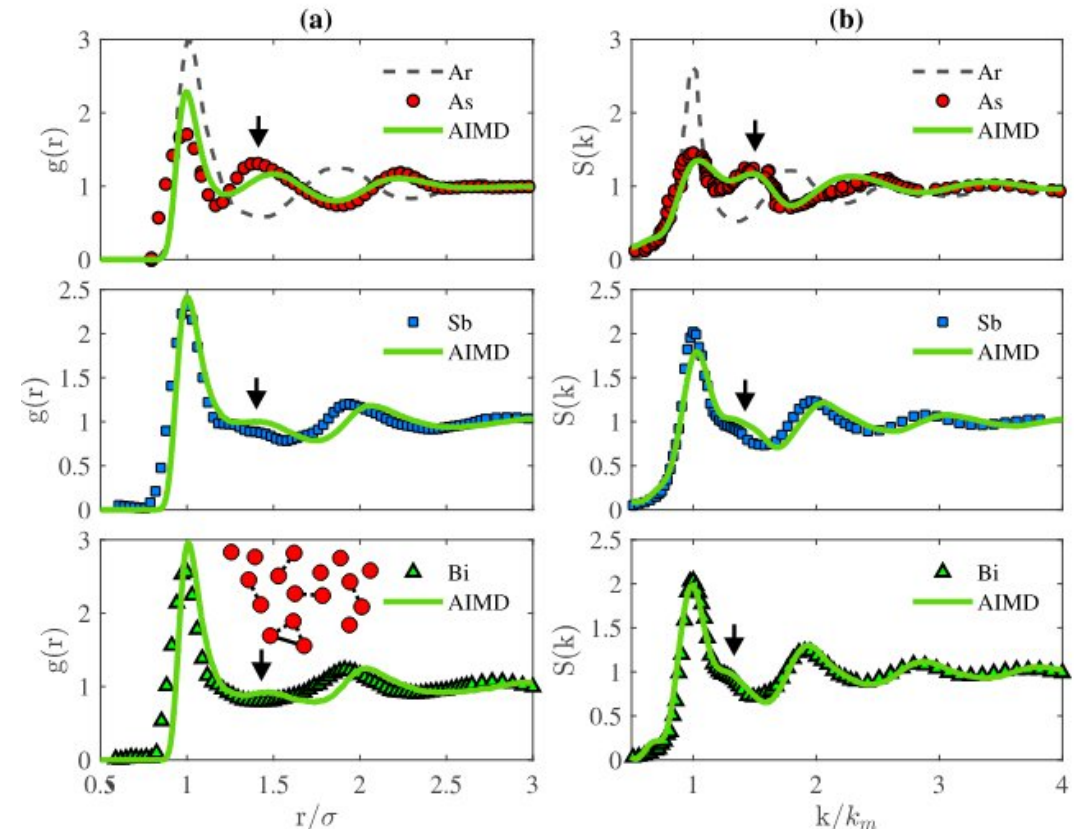 (a)
3
2
1
0
g(r)
Ar
As
AIMD
2.5
2
1.5
1
0.5
0
g(r)
Sb
AIMD
3
2
1
0
g(r)
Bi
AIMD
0.5 1 1.5 2 2.5 3
r/σ
(b)
3
2
1
0
S(k)
Ar
As
AIMD
2.5
2
1.5
1
0.5
0
S(k)
Sb
AIMD
2.5
2
1.5
1
0.5
0
S(k)
Bi
AIMD
1 2 3 4
k/kₘ